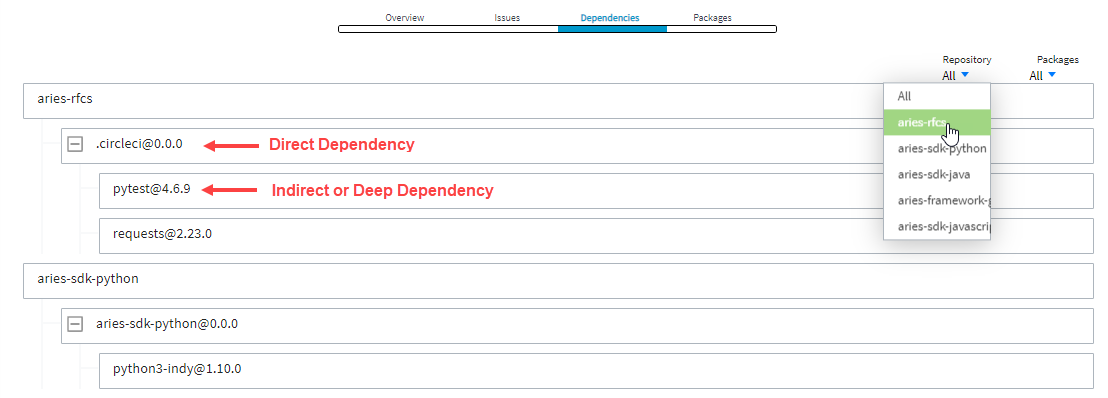 Overview Issues Dependencies Packages
Repository Packages
All All
aries-rfcs
All
aries-rfcs
aries-sdk-python
aries-sdk-java
aries-framework-g
aries-sdk-javascri
.circleci@0.0.0 Direct Dependency
pytest@4.6.9 Indirect or Deep Dependency
requests@2.23.0
aries-sdk-python
aries-sdk-python@0.0.0
python3-indy@1.10.0